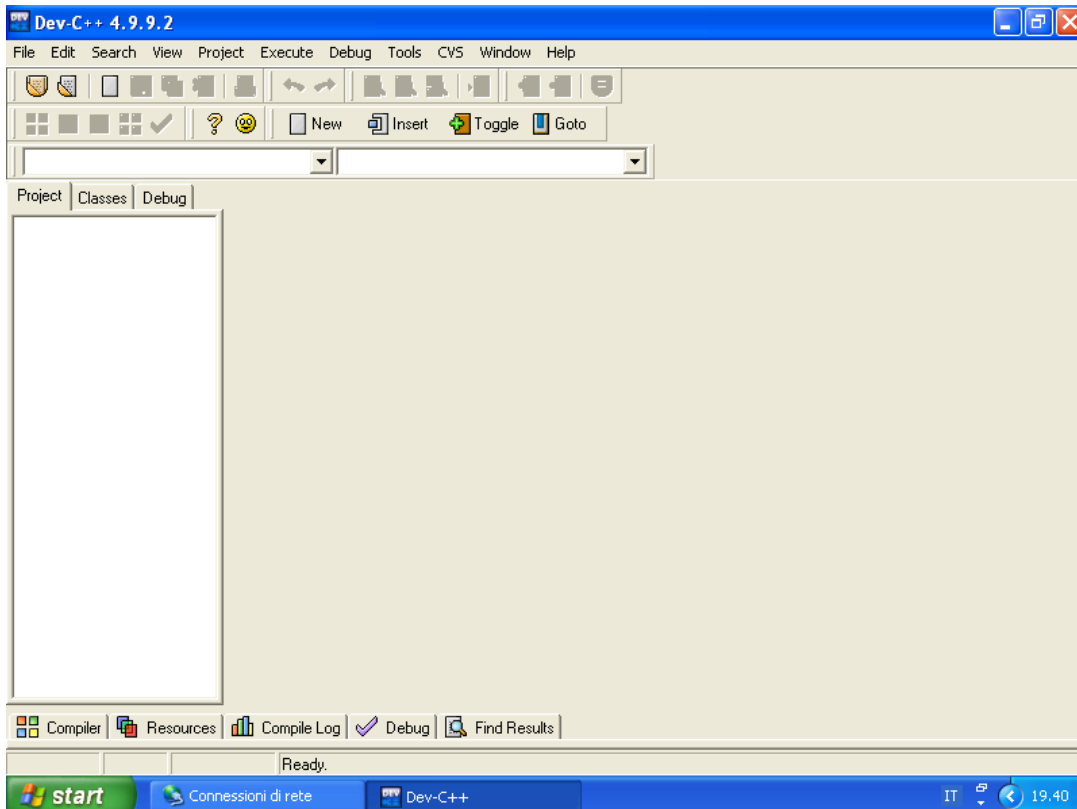 Dev-C++ 4.9.9.2
File Edit Search View Project Execute Debug Tools CVS Window Help
New Insert Toggle Goto
Project Classes Debug
Compiler Resources Compile Log Debug Find Results
Ready.
start Connessioni di rete Dev-C++ IT 19.40